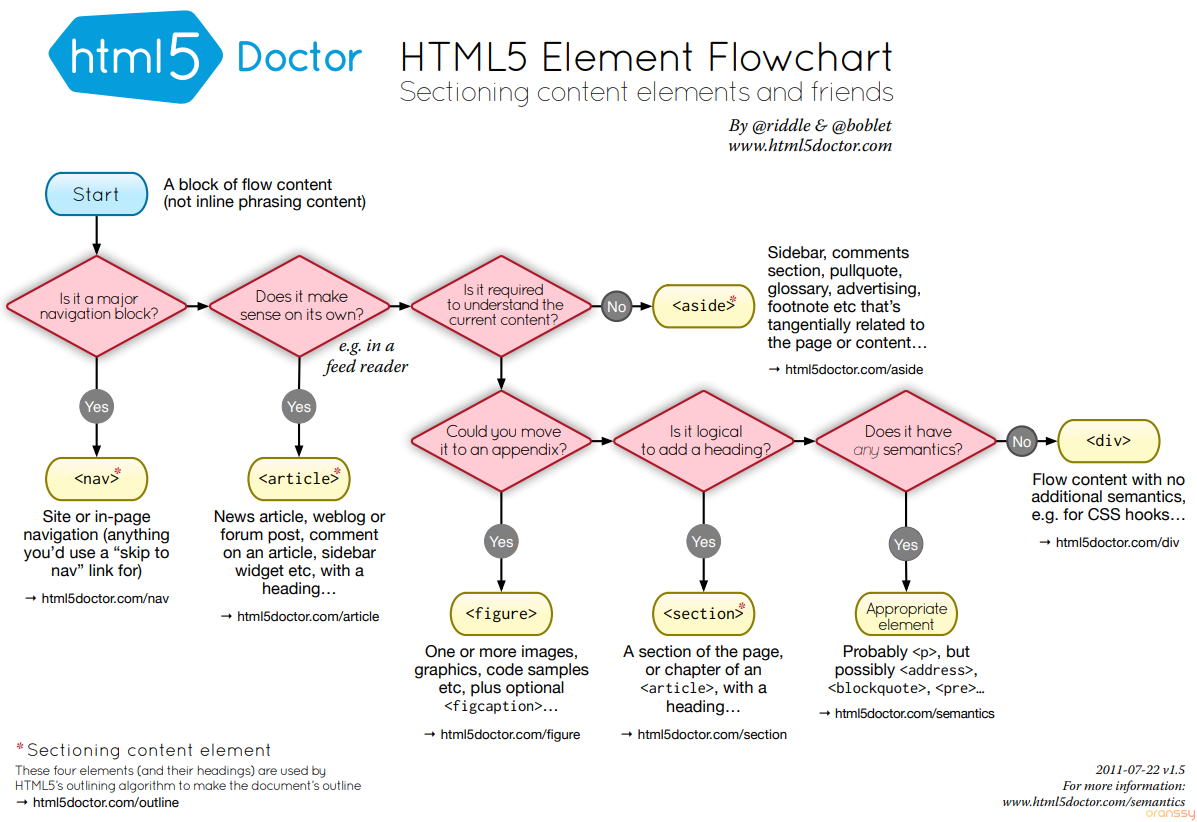 html5 Doctor
HTML5 Element Flowchart
Sectioning content elements and friends
By @riddle & @boblet
www.html5doctor.com
Start
A block of flow content
(not inline phrasing content)
Is it a major
navigation block?
Does it make
sense on its own?
e.g. in a
feed reader
Is it required
to understand the
current content?
No
<aside>*
Sidebar, comments
section, pullquote,
glossary, advertising,
footnote etc that’s
tangentially related to
the page or content…
→ html5doctor.com/aside
Yes
<nav>*
Site or in-page
navigation (anything
you’d use a “skip to
nav” link for)
→ html5doctor.com/nav
Yes
<article>*
News article, weblog or
forum post, comment
on an article, sidebar
widget etc, with a
heading…
→ html5doctor.com/article
Could you move
it to an appendix?
Is it logical
to add a heading?
Does it have
any semantics?
No
<div>
Flow content with no
additional semantics,
e.g. for CSS hooks…
→ html5doctor.com/div
Yes
<figure>
One or more images,
graphics, code samples
etc, plus optional
<figcaption>…
→ html5doctor.com/figure
Yes
<section>*
A section of the page,
or chapter of an
<article>, with a
heading…
→ html5doctor.com/section
Yes
Appropriate
element
Probably <p>, but
possibly <address>,
<blockquote>, <pre>…
→ html5doctor.com/semantics
*Sectioning content element
These four elements (and their headings) are used by
HTML5’s outlining algorithm to make the document’s outline
→ html5doctor.com/outline
2011-07-22 v1.5
For more information:
www.html5doctor.com/semantics
oranssy